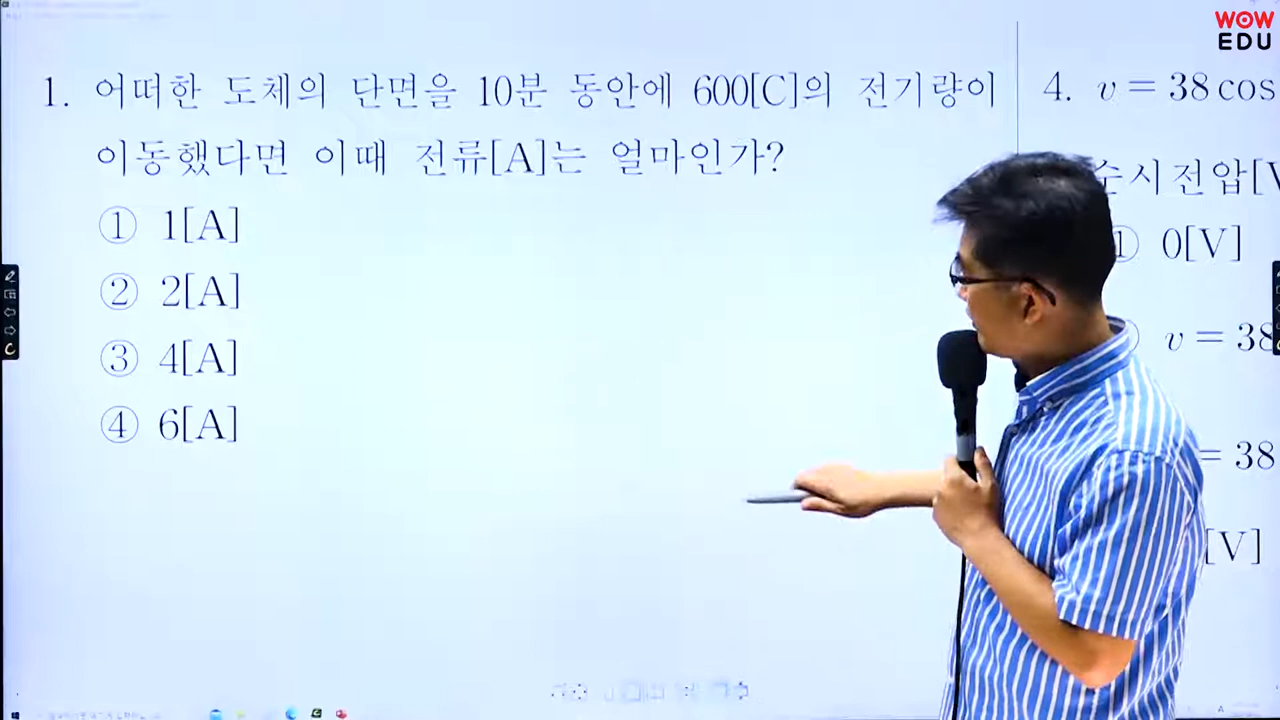 WOW
EDU
1. 어떠한 도체의 단면을 10분 동안에 600[C]의 전기량이
이동했다면 이때 전류[A]는 얼마인가?
① 1[A]
② 2[A]
③ 4[A]
④ 6[A]
4. v = 38 cos
순시전압[V
① 0[V]
v = 38
= 38
[V]